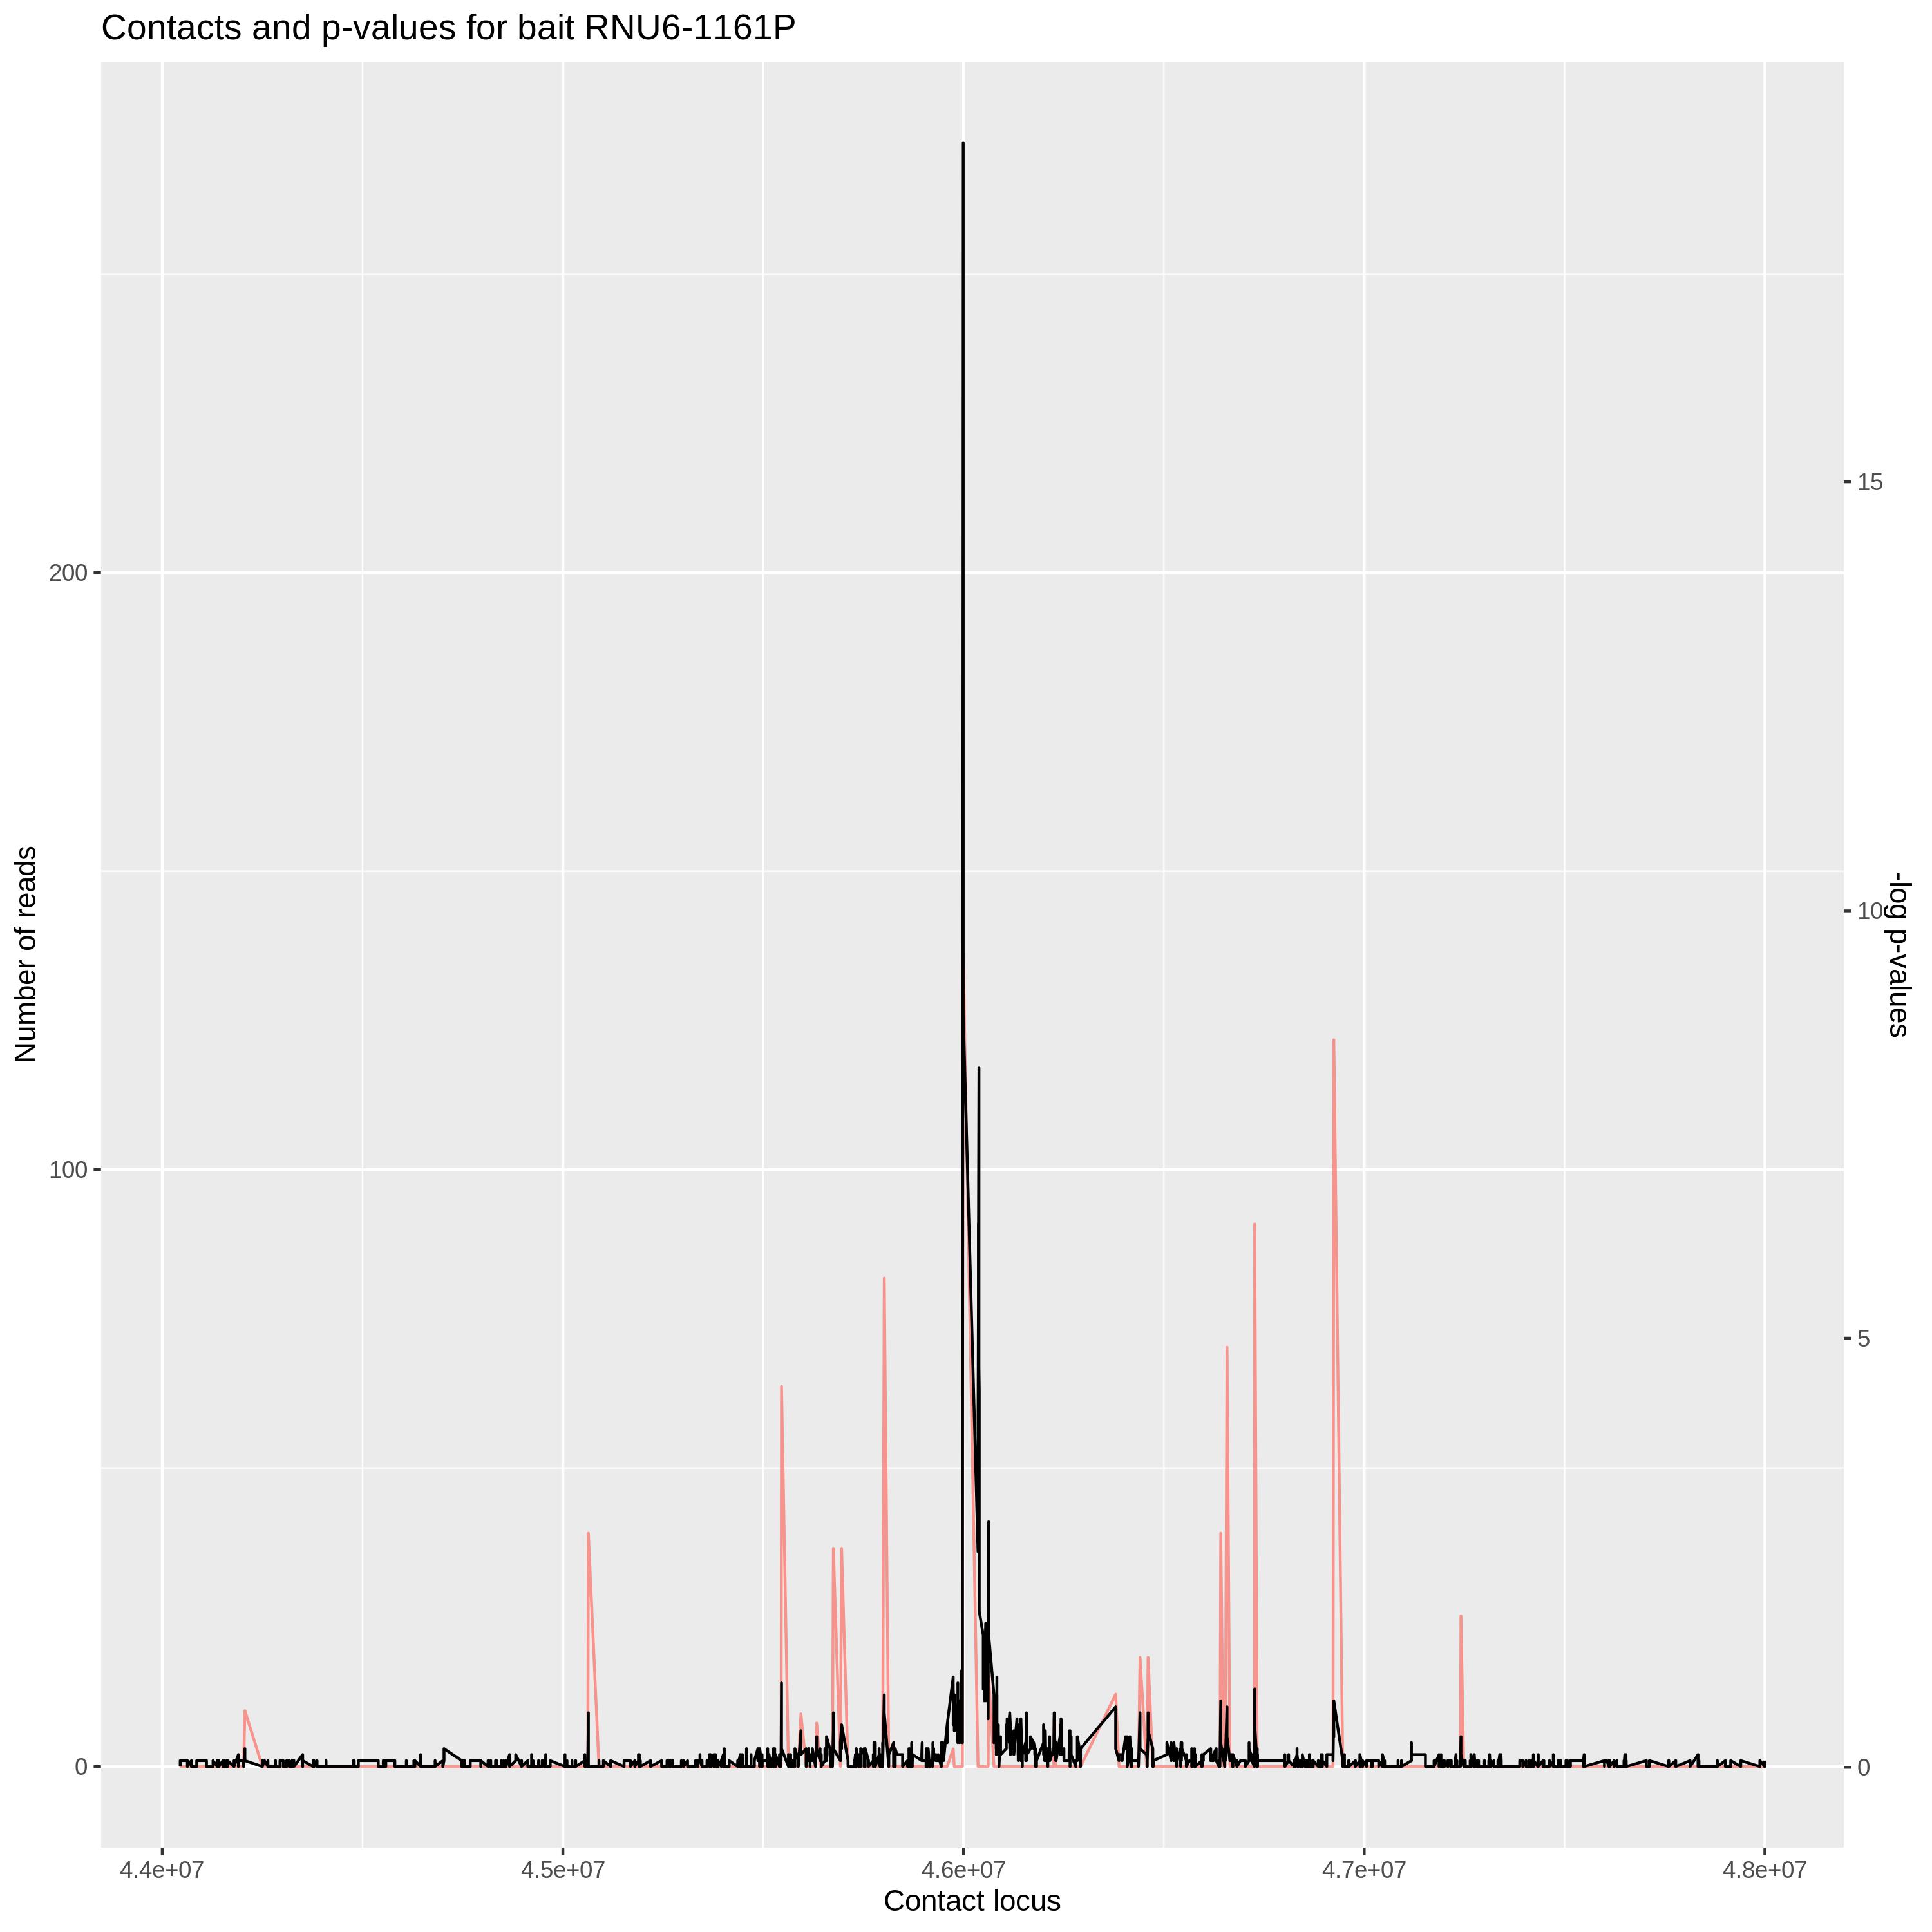 Contacts and p-values for bait RNU6-1161P
Number of reads
200
100
0
15
10
5
0
-log p-values
4.4e+07 4.5e+07 4.6e+07 4.7e+07 4.8e+07
Contact locus